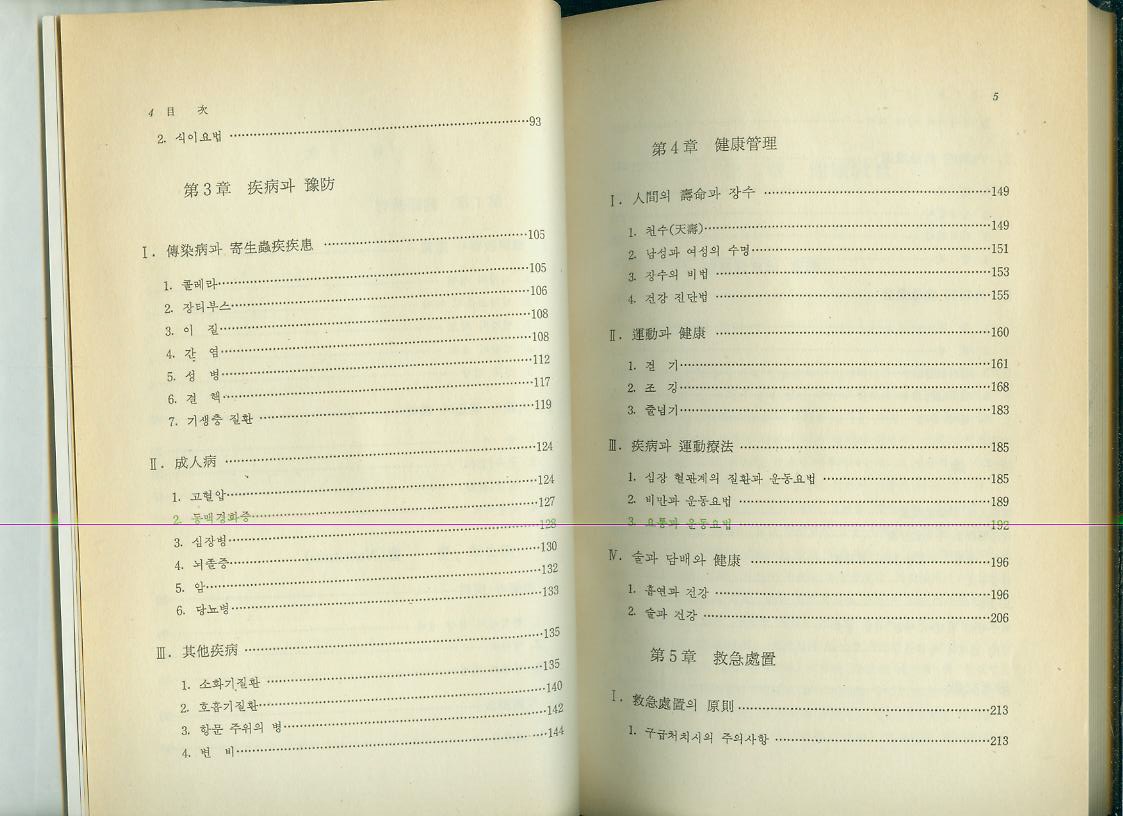 4 目 次
2. 식이요법 ⋯⋯ 93
第3章 疾病과 豫防
Ⅰ. 傳染病과 寄生蟲疾疾患 ⋯⋯ 105
1. 콜레라 ⋯⋯ 105
2. 장티부스 ⋯⋯ 106
3. 이 질 ⋯⋯ 108
4. 간 염 ⋯⋯ 108
5. 성 병 ⋯⋯ 112
6. 결 핵 ⋯⋯ 117
7. 기생충 질환 ⋯⋯ 119
Ⅱ. 成人病 ⋯⋯ 124
1. 고혈압 ⋯⋯ 124
2. 동맥경화증 ⋯⋯ 127
3. 심장병 ⋯⋯ 128
4. 뇌졸중 ⋯⋯ 130
5. 암 ⋯⋯ 132
6. 당뇨병 ⋯⋯ 133
Ⅲ. 其他疾病 ⋯⋯ 135
1. 소화기질환 ⋯⋯ 135
2. 호흡기질환 ⋯⋯ 140
3. 항문 주위의 병 ⋯⋯ 142
4. 변 비 ⋯⋯ 144
5
第4章 健康管理
Ⅰ. 人間의 壽命과 장수 ⋯⋯ 149
1. 천수(天壽) ⋯⋯ 149
2. 남성과 여성의 수명 ⋯⋯ 151
3. 장수의 비법 ⋯⋯ 153
4. 건강 진단법 ⋯⋯ 155
Ⅱ. 運動과 健康 ⋯⋯ 160
1. 걷 기 ⋯⋯ 161
2. 조 깅 ⋯⋯ 168
3. 줄넘기 ⋯⋯ 183
Ⅲ. 疾病과 運動療法 ⋯⋯ 185
1. 심장 혈관계의 질환과 운동요법 ⋯⋯ 185
2. 비만과 운동요법 ⋯⋯ 189
3. 요통과 운동요법 ⋯⋯ 192
Ⅳ. 술과 담배와 健康 ⋯⋯ 196
1. 흡연과 건강 ⋯⋯ 196
2. 술과 건강 ⋯⋯ 206
第5章 救急處置
Ⅰ. 救急處置의 原則 ⋯⋯ 213
1. 구급처치시의 주의사항 ⋯⋯ 213